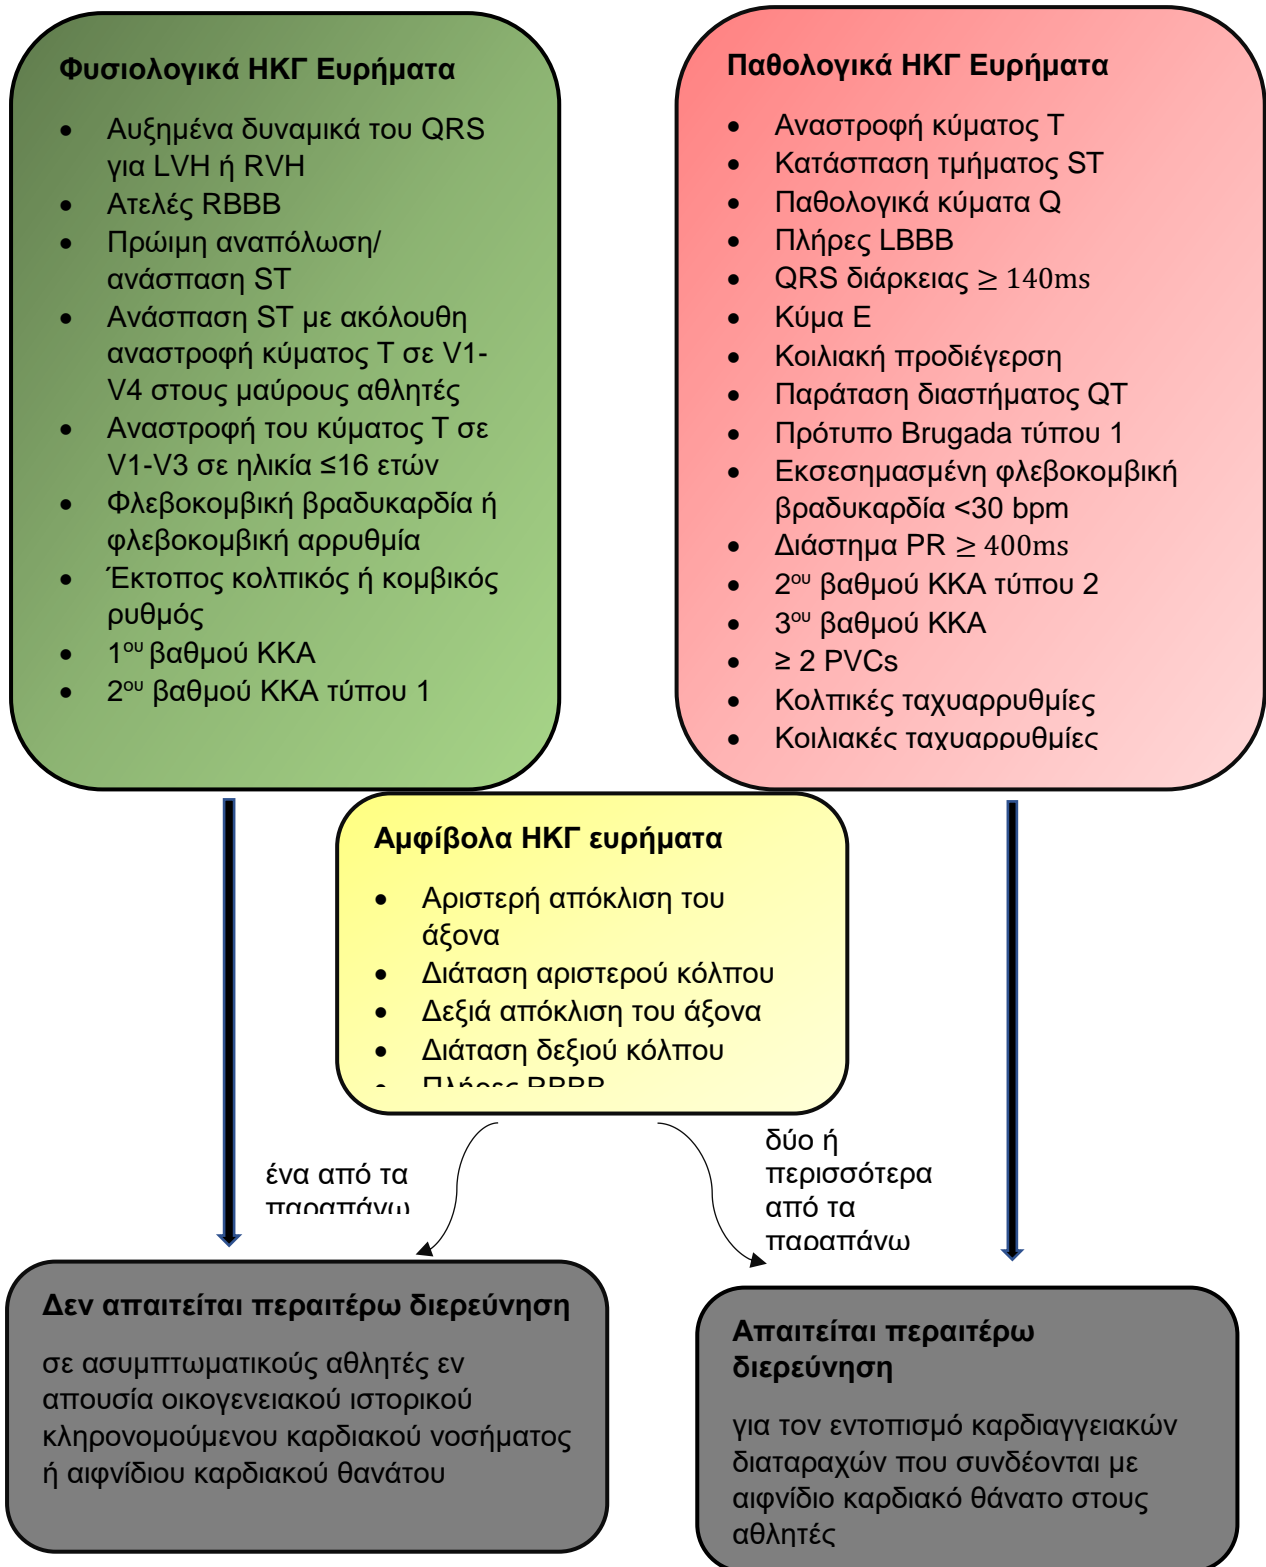 Φυσιολογικά ΗΚΓ Ευρήματα
• Αυξημένα δυναμικά του QRS
για LVH ή RVH
• Ατελές RBBB
• Πρώιμη αναπόλωση/
ανάσπαση ST
• Ανάσπαση ST με ακόλουθη
αναστροφή κύματος Τ σε V1-
V4 στους μαύρους αθλητές
• Αναστροφή του κύματος Τ σε
V1-V3 σε ηλικία ≤16 ετών
• Φλεβοκομβική βραδυκαρδία ή
φλεβοκομβική αρρυθμία
• Έκτοπος κολπικός ή κομβικός
ρυθμός
• 1ου βαθμού ΚΚΑ
• 2ου βαθμού ΚΚΑ τύπου 1
Παθολογικά ΗΚΓ Ευρήματα
• Αναστροφή κύματος Τ
• Κατάσπαση τμήματος ST
• Παθολογικά κύματα Q
• Πλήρες LBBB
• QRS διάρκειας ≥ 140ms
• Κύμα Ε
• Κοιλιακή προδιέγερση
• Παράταση διαστήματος QT
• Πρότυπο Brugada τύπου 1
• Εκσεσημασμένη φλεβοκομβική
βραδυκαρδία <30 bpm
• Διάστημα PR ≥ 400ms
• 2ου βαθμού ΚΚΑ τύπου 2
• 3ου βαθμού ΚΚΑ
• ≥ 2 PVCs
• Κολπικές ταχυαρρυθμίες
• Κοιλιακές ταχυαρρυθμίες
Αμφίβολα ΗΚΓ ευρήματα
• Αριστερή απόκλιση του
άξονα
• Διάταση αριστερού κόλπου
• Δεξιά απόκλιση του άξονα
• Διάταση δεξιού κόλπου
• Πλήρες RBBB
ένα από τα
παραπάνω
δύο ή
περισσότερα
από τα
παραπάνω
Δεν απαιτείται περαιτέρω διερεύνηση
σε ασυμπτωματικούς αθλητές εν
απουσία οικογενειακού ιστορικού
κληρονομούμενου καρδιακού νοσήματος
ή αιφνίδιου καρδιακού θανάτου
Απαιτείται περαιτέρω
διερεύνηση
για τον εντοπισμό καρδιαγγειακών
διαταραχών που συνδέονται με
αιφνίδιο καρδιακό θάνατο στους
αθλητές